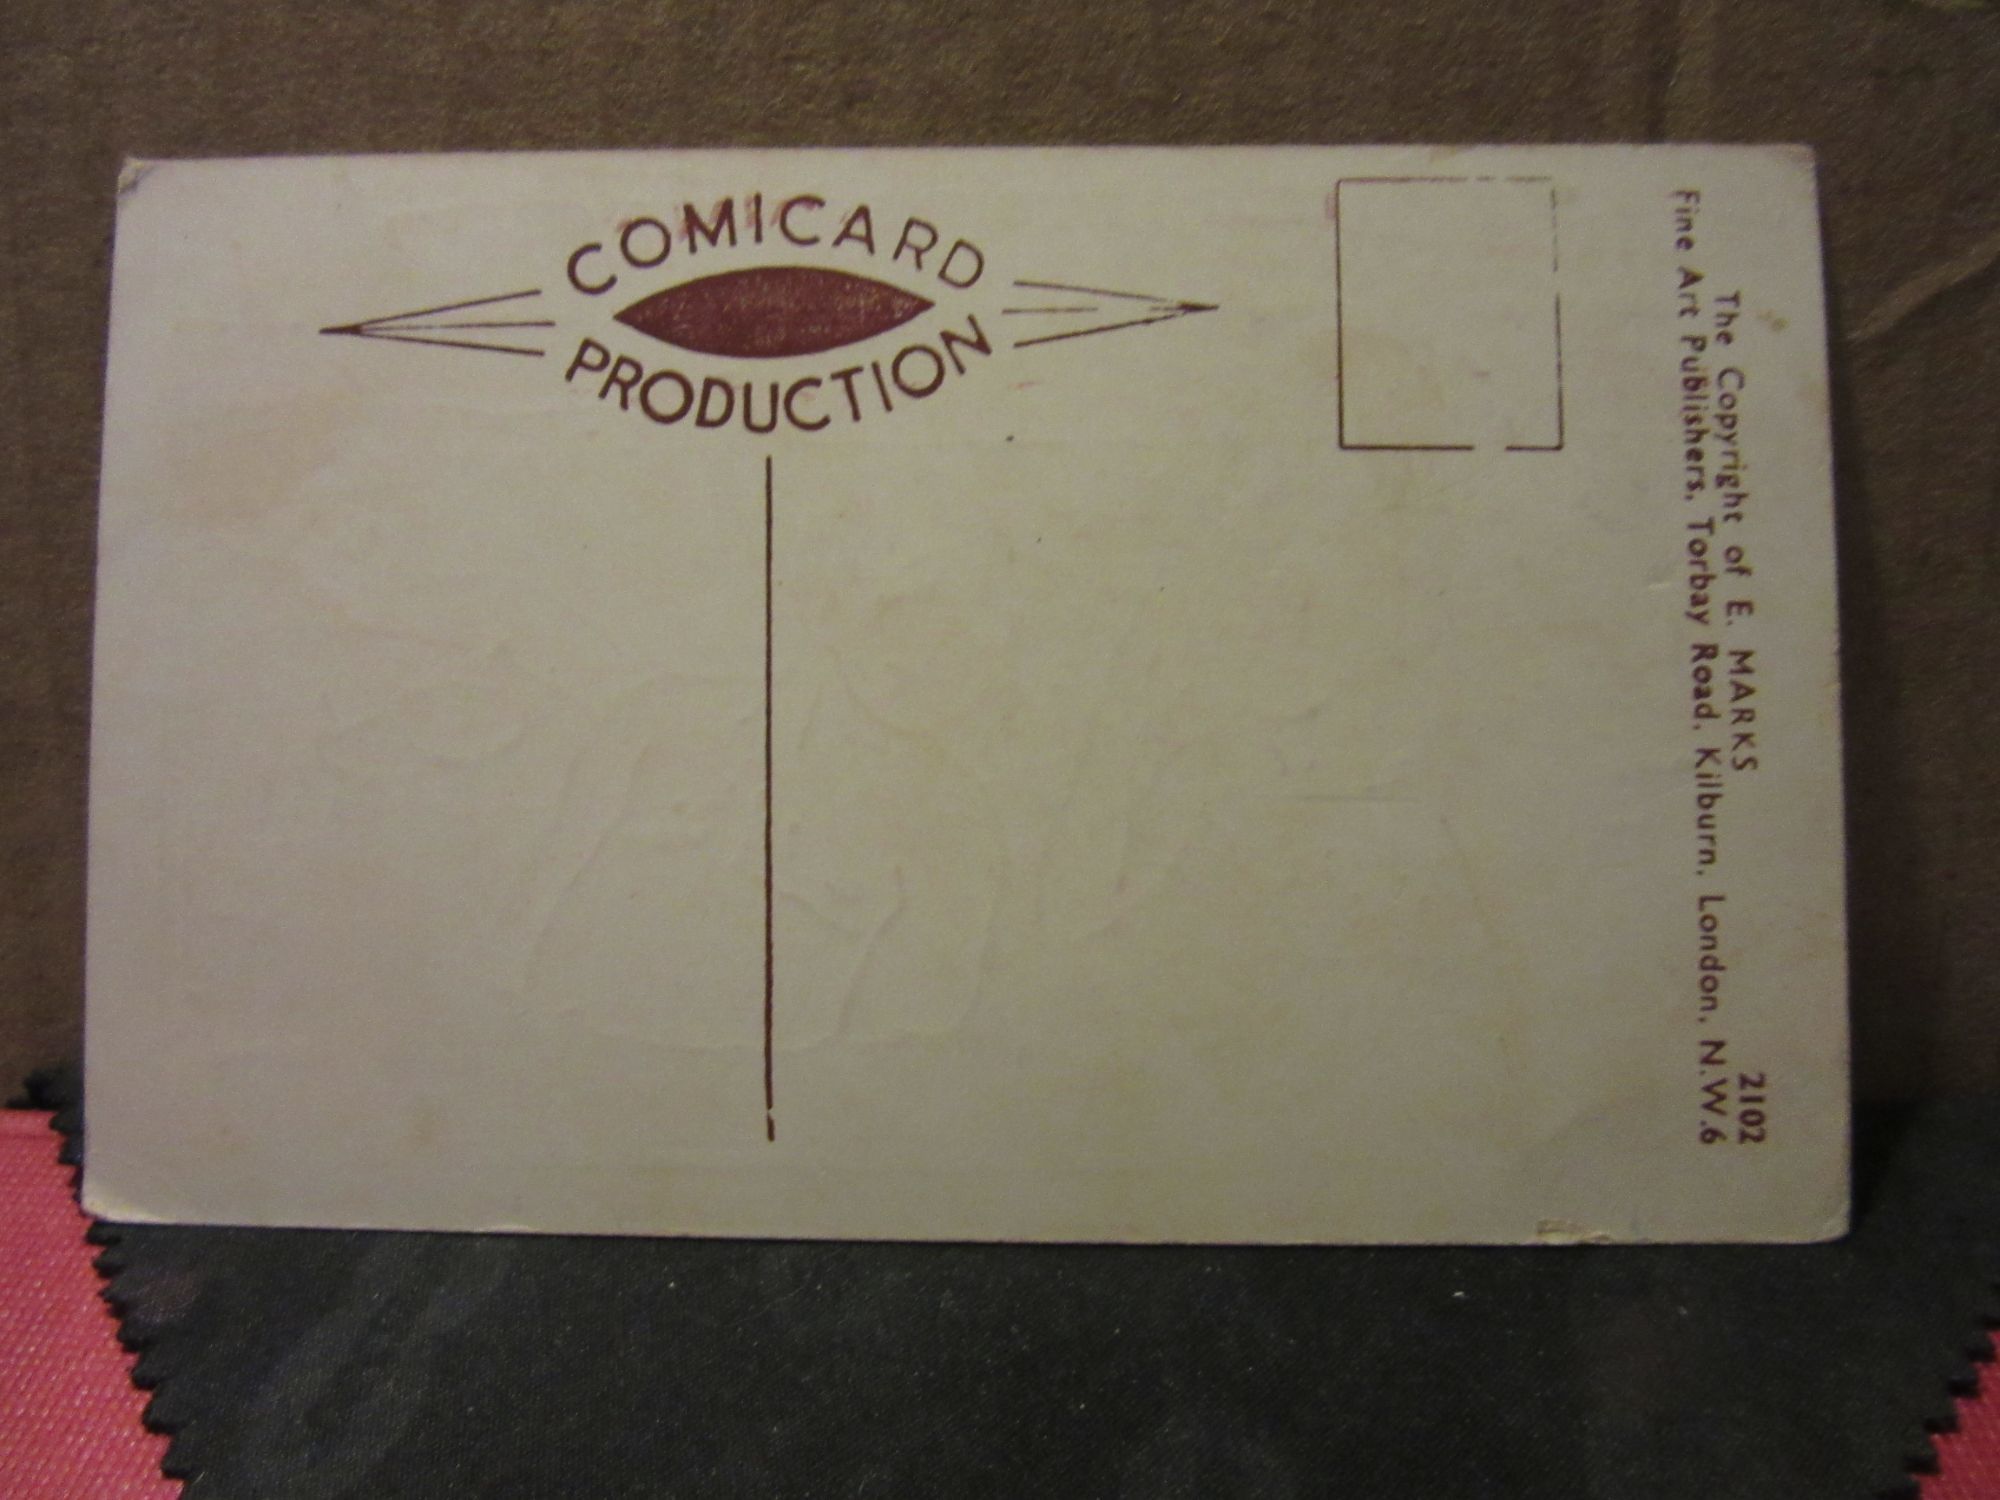 COMICARD
PRODUCTION
The Copyright of E. MARKS 2102
Fine Art Publishers, Torbay Road, Kilburn, London, N.W.6